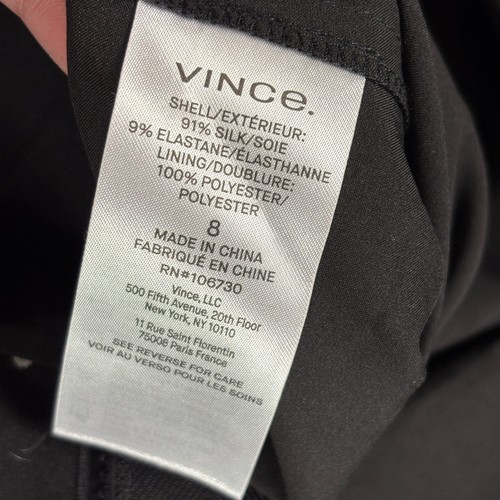 VINCe.
SHELL/EXTÉRIEUR:
91% SILK/SOIE
9% ELASTANE/ÉLASTHANNE
LINING/DOUBLURE:
100% POLYESTER/
POLYESTER
8
MADE IN CHINA
FABRIQUÉ EN CHINE
RN#106730
Vince, LLC
500 Fifth Avenue, 20th Floor
New York, NY 10110
11 Rue Saint Florentin
75008 Paris France
SEE REVERSE FOR CARE
VOIR AU VERSO POUR LES SOINS